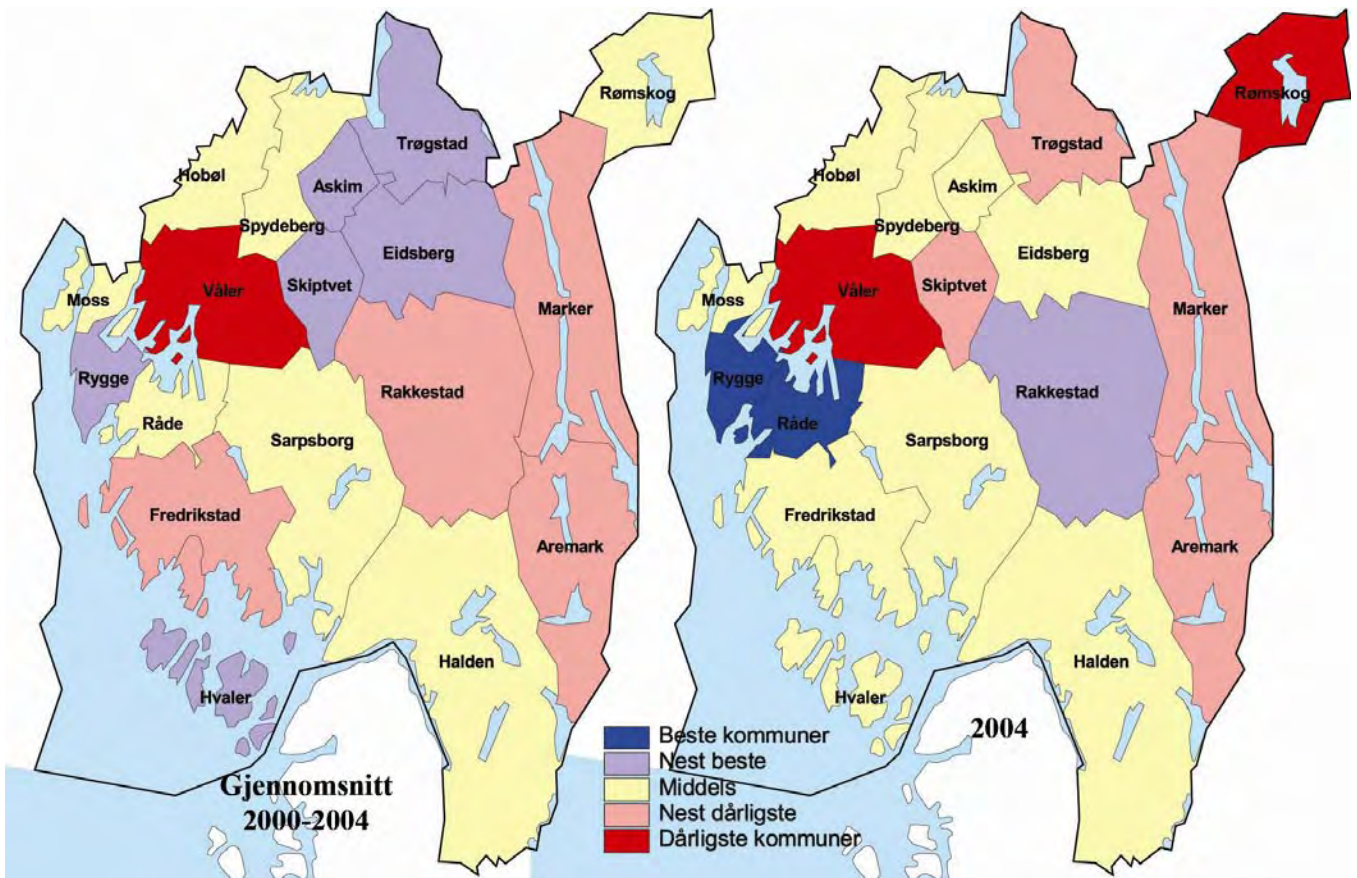 Rømskog
Trøgstad
Hobøl
Askim
Spydeberg
Eidsberg
Skiptvet
Våler
Moss
Marker
Rygge
Rakkestad
Råde
Sarpsborg
Fredrikstad
Aremark
Halden
Hvaler
Gjennomsnitt
2000-2004
Rømskog
Trøgstad
Hobøl
Askim
Spydeberg
Eidsberg
Skiptvet
Våler
Moss
Marker
Rygge
Rakkestad
Råde
Sarpsborg
Fredrikstad
Aremark
Halden
Hvaler
2004
Beste kommuner
Nest beste
Middels
Nest dårligste
Dårligste kommuner